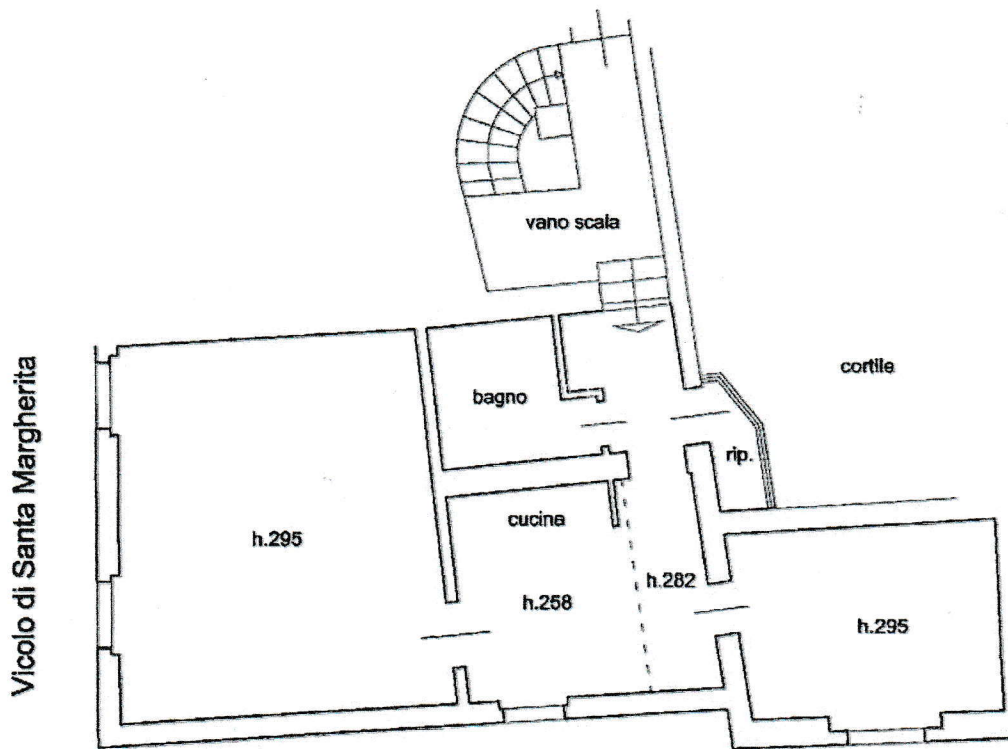 vano scala
cortile
bagno
rip.
cucina
h.295
h.282
h.258
h.295
Vicolo di Santa Margherita